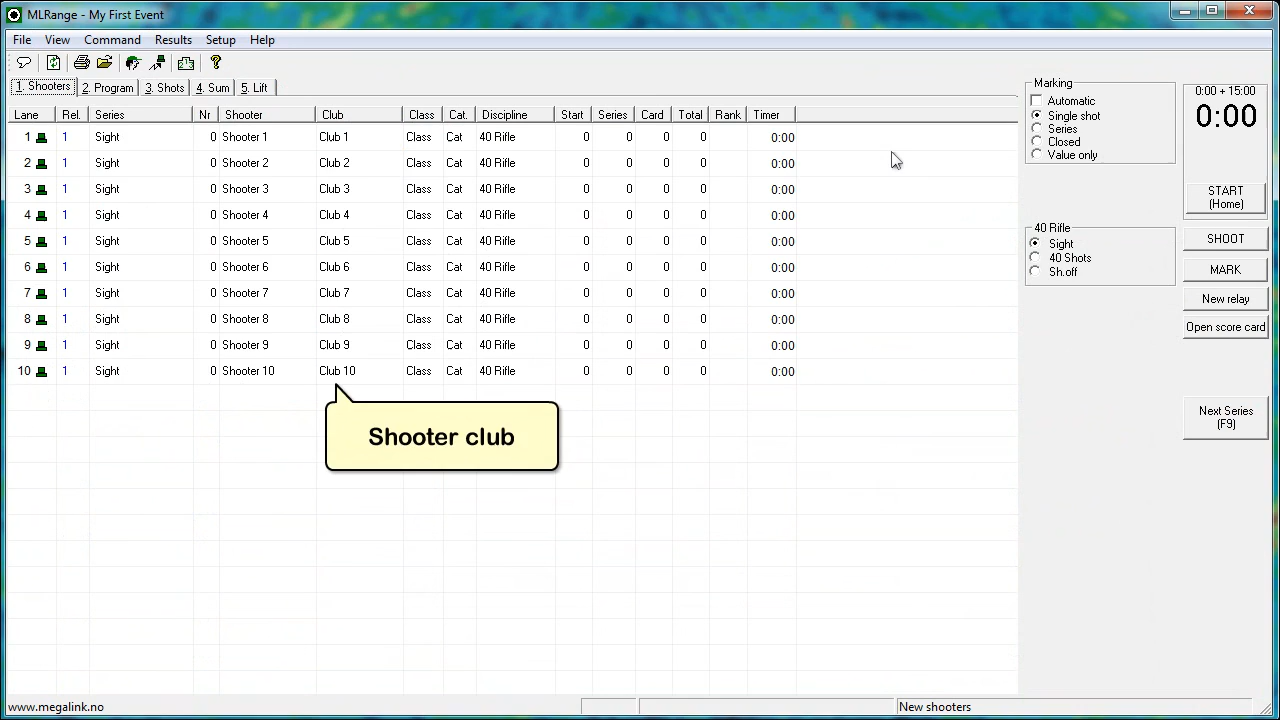 MLRange - My First Event
File View Command Results Setup Help
1. Shooters 2. Program 3. Shots 4. Sum 5. Lift
Lane Rel. Series Nr Shooter Club Class Cat. Discipline Start Series Card Total Rank Timer
1 1 Sight 0 Shooter 1 Club 1 Class Cat 40 Rifle 0 0 0 0 0:00
2 1 Sight 0 Shooter 2 Club 2 Class Cat 40 Rifle 0 0 0 0 0:00
3 1 Sight 0 Shooter 3 Club 3 Class Cat 40 Rifle 0 0 0 0 0:00
4 1 Sight 0 Shooter 4 Club 4 Class Cat 40 Rifle 0 0 0 0 0:00
5 1 Sight 0 Shooter 5 Club 5 Class Cat 40 Rifle 0 0 0 0 0:00
6 1 Sight 0 Shooter 6 Club 6 Class Cat 40 Rifle 0 0 0 0 0:00
7 1 Sight 0 Shooter 7 Club 7 Class Cat 40 Rifle 0 0 0 0 0:00
8 1 Sight 0 Shooter 8 Club 8 Class Cat 40 Rifle 0 0 0 0 0:00
9 1 Sight 0 Shooter 9 Club 9 Class Cat 40 Rifle 0 0 0 0 0:00
10 1 Sight 0 Shooter 10 Club 10 Class Cat 40 Rifle 0 0 0 0 0:00
Shooter club
Marking
Automatic
Single shot
Series
Closed
Value only
40 Rifle
Sight
40 Shots
Sh.off
0:00 + 15:00
0:00
START
(Home)
SHOOT
MARK
New relay
Open score card
Next Series
(F9)
www.megalink.no
New shooters